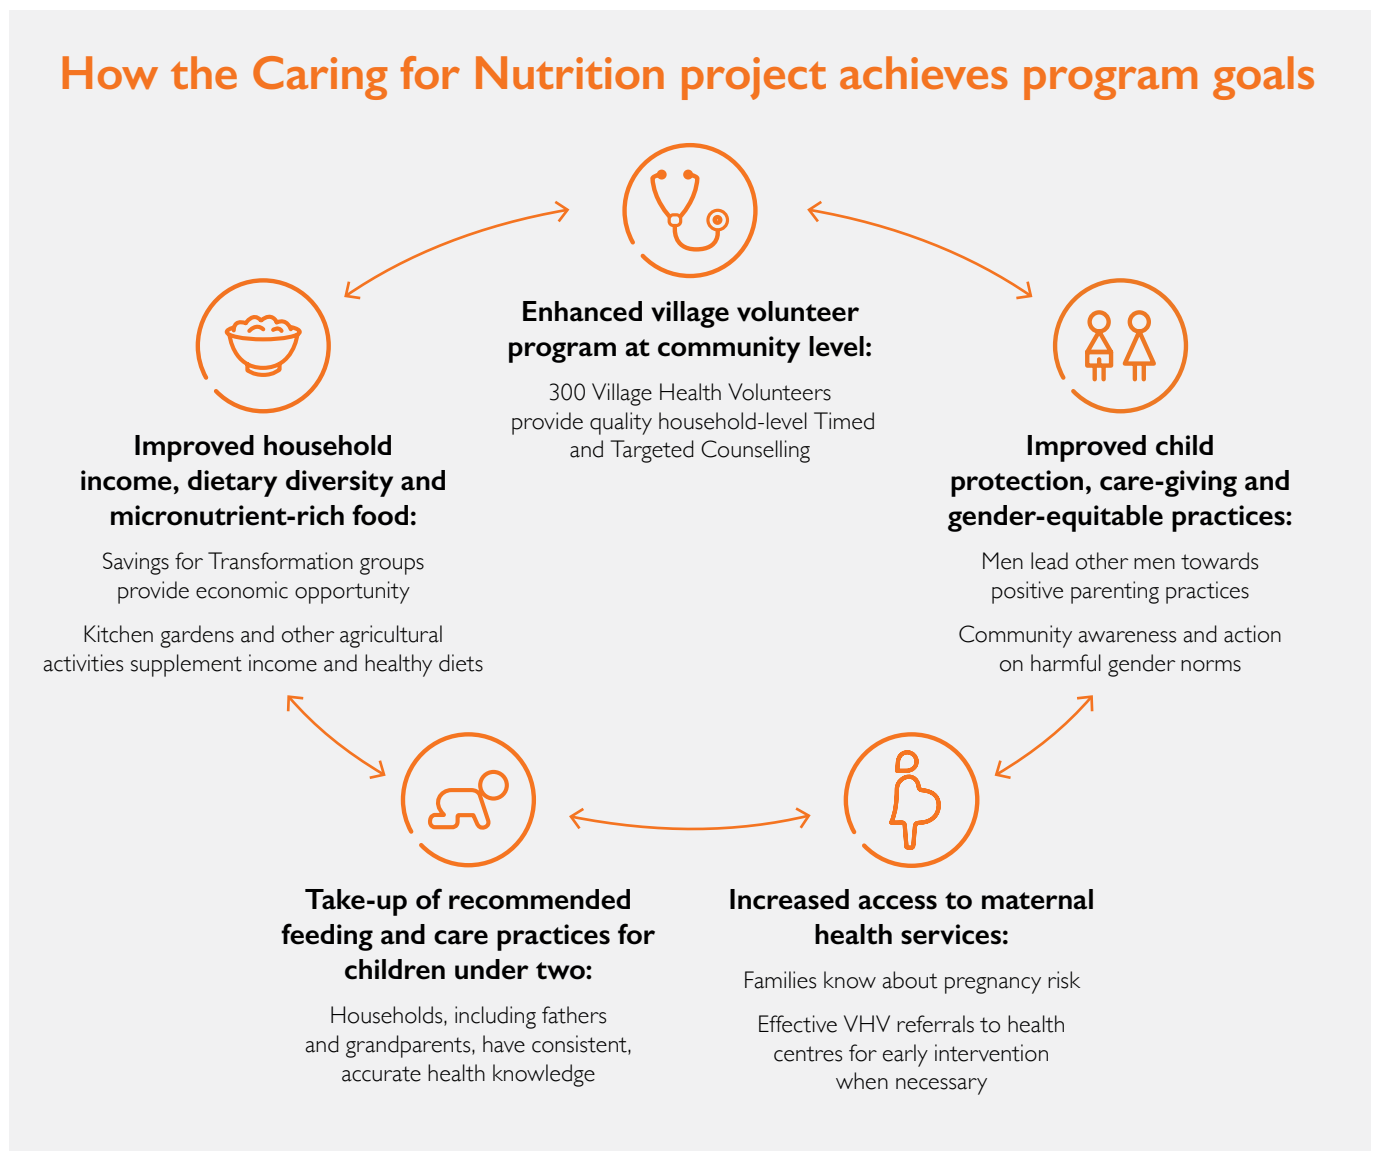 How the Caring for Nutrition project achieves program goals
Enhanced village volunteer
program at community level:
300 Village Health Volunteers
provide quality household-level Timed
and Targeted Counselling
Improved household
income, dietary diversity and
micronutrient-rich food:
Savings for Transformation groups
provide economic opportunity
Kitchen gardens and other agricultural
activities supplement income and healthy diets
Improved child
protection, care-giving and
gender-equitable practices:
Men lead other men towards
positive parenting practices
Community awareness and action
on harmful gender norms
Take-up of recommended
feeding and care practices for
children under two:
Households, including fathers
and grandparents, have consistent,
accurate health knowledge
Increased access to maternal
health services:
Families know about pregnancy risk
Effective VHV referrals to health
centres for early intervention
when necessary